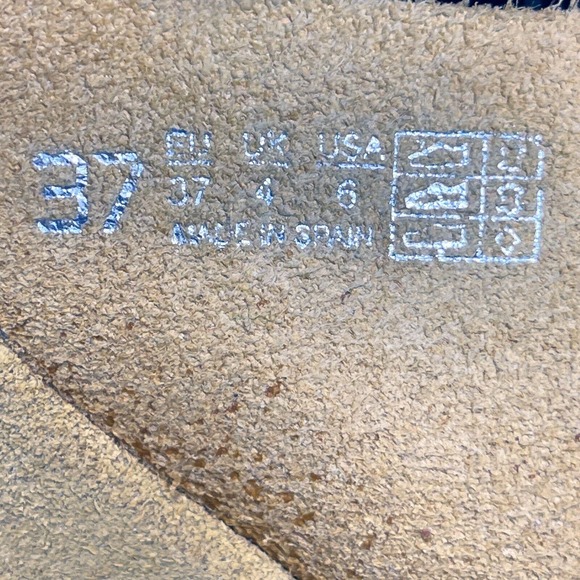 37
EU UK USA
37 4 6
MADE IN SPAIN